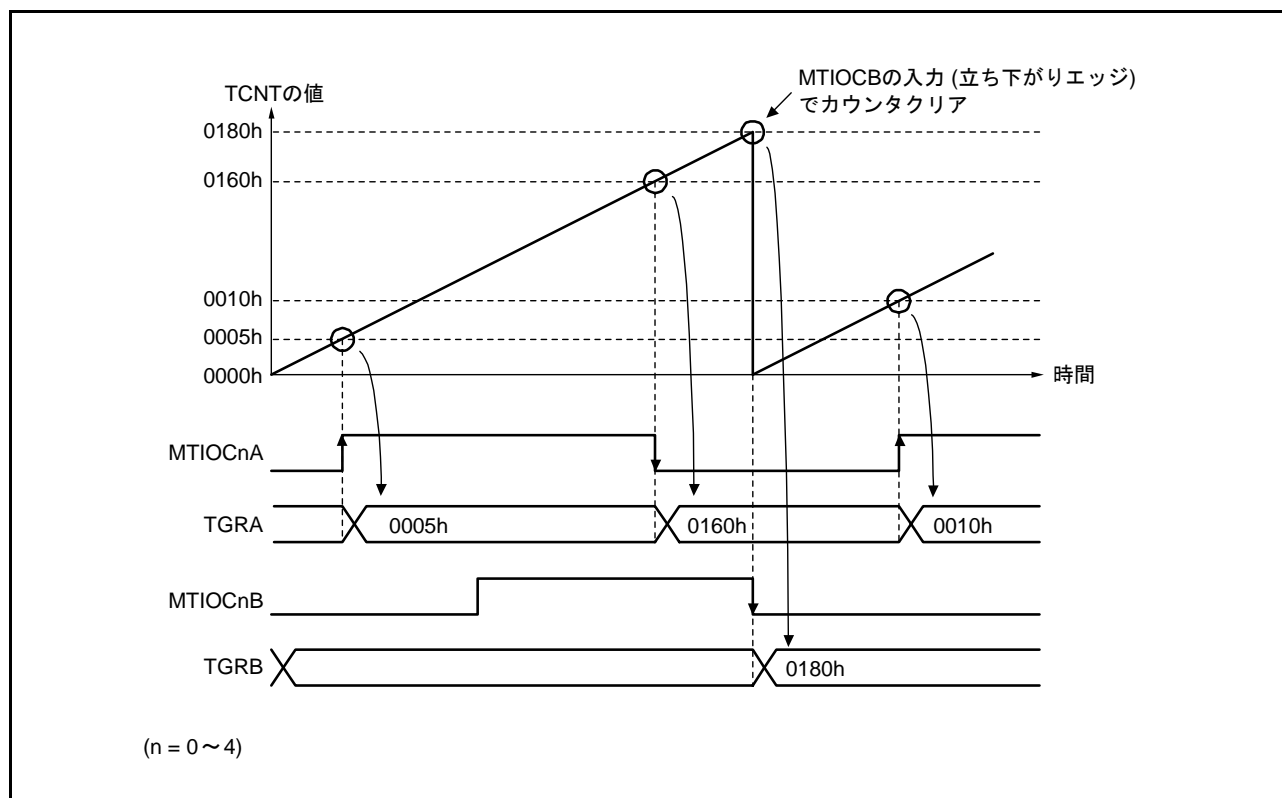 MTIOCBの入力 (立ち下がりエッジ)
でカウンタクリア
TCNTの値
0180h
0160h
0010h
0005h
0000h
時間
MTIOCnA
TGRA
0005h
0160h
0010h
MTIOCnB
TGRB
0180h
(n = 0～4)